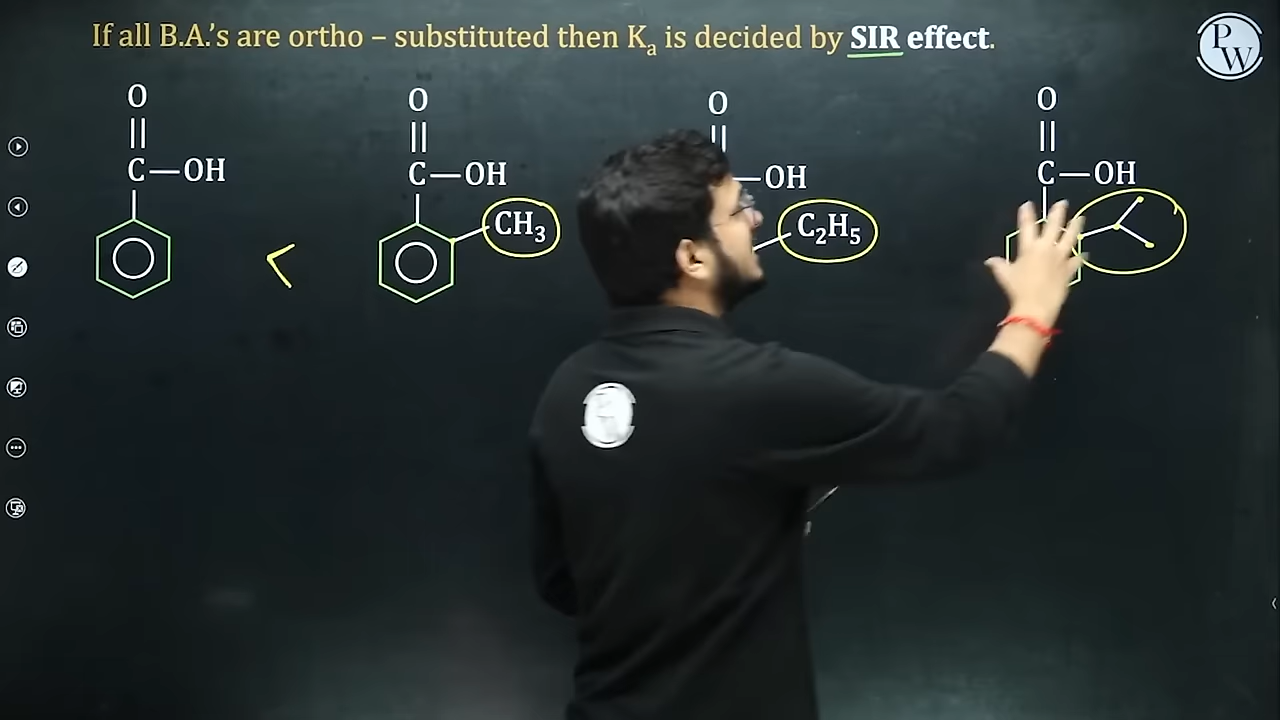 If all B.A.'s are ortho – substituted then Ka is decided by SIR effect.
PW
O O O O
C—OH C—OH —OH C—OH
CH₃ C₂H₅
<